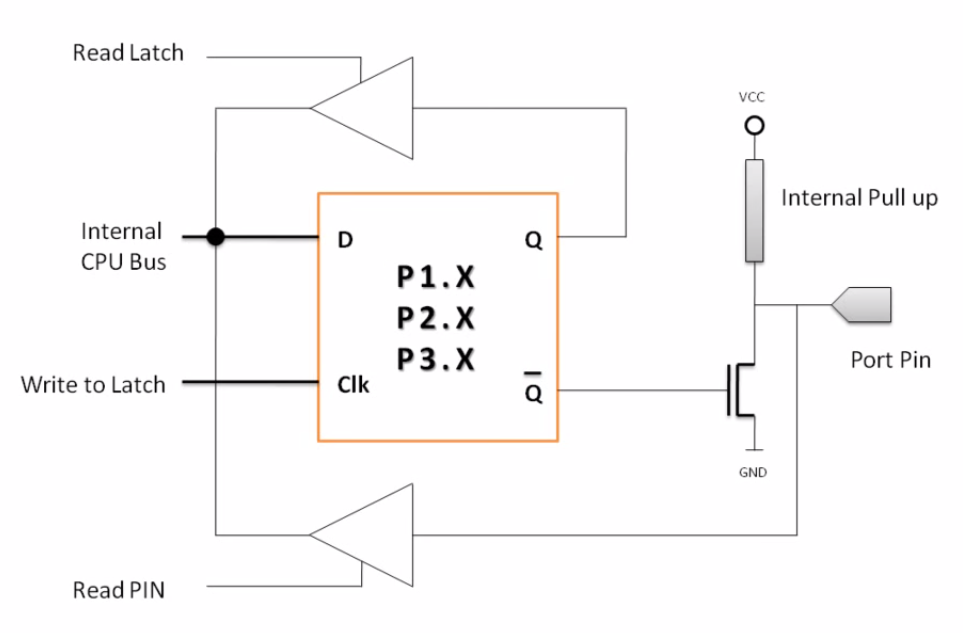 Read Latch
VCC
Internal Pull up
Internal
CPU Bus
D
Q
P1.X
P2.X
P3.X
Port Pin
Write to Latch
Clk
Q̅
GND
Read PIN